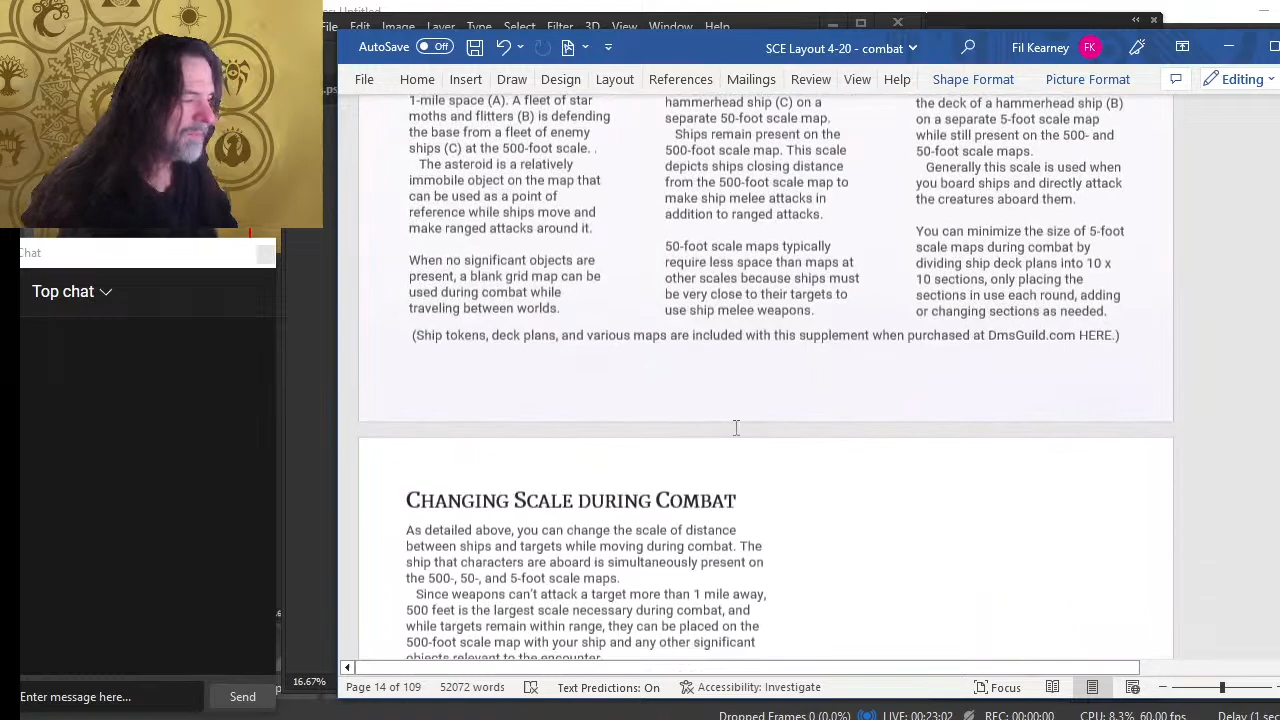 es: Untitled
File Edit Image Layer Type Select Filter 3D View Window Help
AutoSave Off
SCE Layout 4-20 - combat
Fil Kearney FK
File Home Insert Draw Design Layout References Mailings Review View Help Shape Format Picture Format Editing
.ps
1-mile space (A). A fleet of star
moths and flitters (B) is defending
the base from a fleet of enemy
ships (C) at the 500-foot scale. .
The asteroid is a relatively
immobile object on the map that
can be used as a point of
reference while ships move and
make ranged attacks around it.
When no significant objects are
present, a blank grid map can be
used during combat while
traveling between worlds.
hammerhead ship (C) on a
separate 50-foot scale map.
Ships remain present on the
500-foot scale map. This scale
depicts ships closing distance
from the 500-foot scale map to
make ship melee attacks in
addition to ranged attacks.
50-foot scale maps typically
require less space than maps at
other scales because ships must
be very close to their targets to
use ship melee weapons.
the deck of a hammerhead ship (B)
on a separate 5-foot scale map
while still present on the 500- and
50-foot scale maps.
Generally this scale is used when
you board ships and directly attack
the creatures aboard them.
You can minimize the size of 5-foot
scale maps during combat by
dividing ship deck plans into 10 x
10 sections, only placing the
sections in use each round, adding
or changing sections as needed.
(Ship tokens, deck plans, and various maps are included with this supplement when purchased at DmsGuild.com HERE.)
CHANGING SCALE DURING COMBAT
As detailed above, you can change the scale of distance
between ships and targets while moving during combat. The
ship that characters are aboard is simultaneously present on
the 500-, 50-, and 5-foot scale maps.
Since weapons can't attack a target more than 1 mile away,
500 feet is the largest scale necessary during combat, and
while targets remain within range, they can be placed on the
500-foot scale map with your ship and any other significant
objects relevant to the encounter.
Chat
Top chat
Enter message here...
Send
16.67%
Page 14 of 109 52072 words Text Predictions: On Accessibility: Investigate Focus
Dropped Frames 0 (0.0%) LIVE: 00:23:02 REC: 00:00:00 CPU: 8.3%, 60.00 fps Delay (1 sec